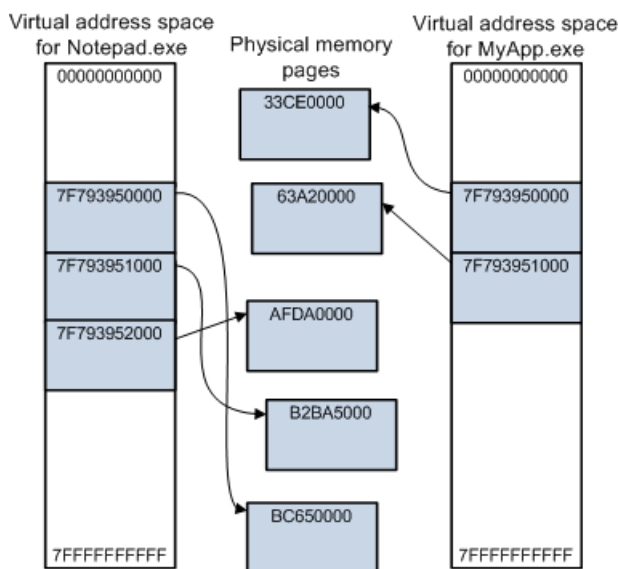 Virtual address space
for Notepad.exe
00000000000
7F793950000
7F793951000
7F793952000
7FFFFFFFFFF
Physical memory
pages
33CE0000
63A20000
AFDA0000
B2BA5000
BC650000
Virtual address space
for MyApp.exe
00000000000
7F793950000
7F793951000
7FFFFFFFFFF